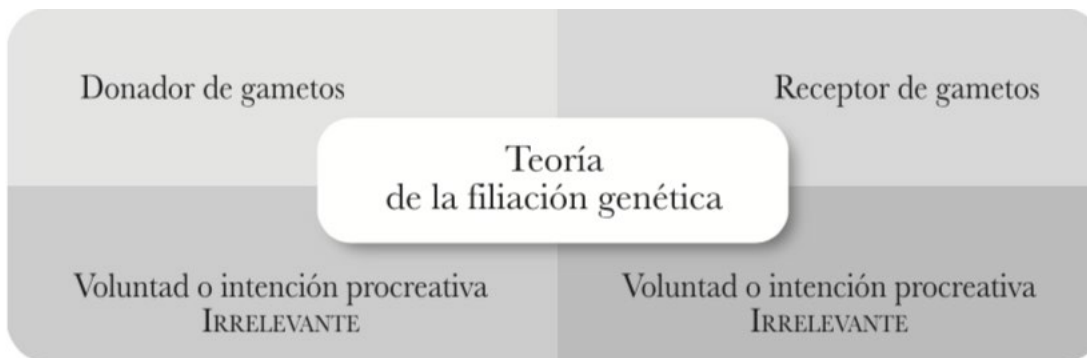 Donador de gametos
Receptor de gametos
Teoría
de la filiación genética
Voluntad o intención procreativa
IRRELEVANTE
Voluntad o intención procreativa
IRRELEVANTE